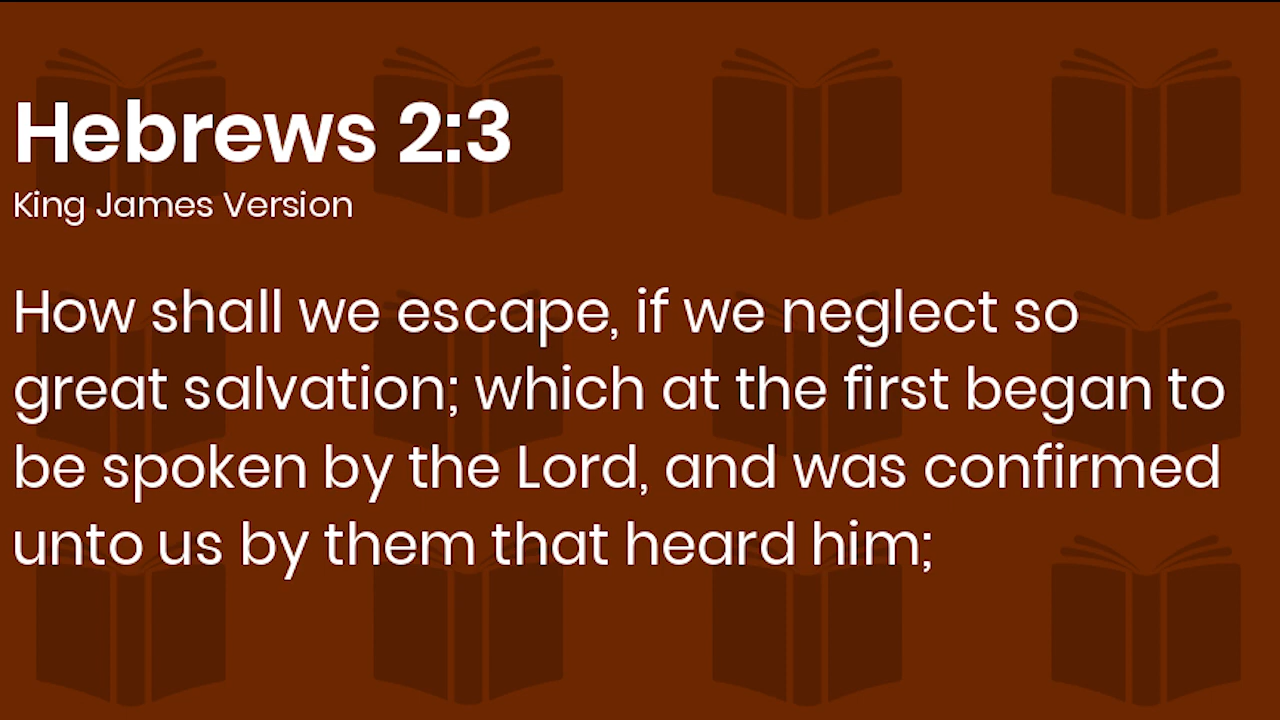 Hebrews 2:3
King James Version
How shall we escape, if we neglect so
great salvation; which at the first began to
be spoken by the Lord, and was confirmed
unto us by them that heard him;